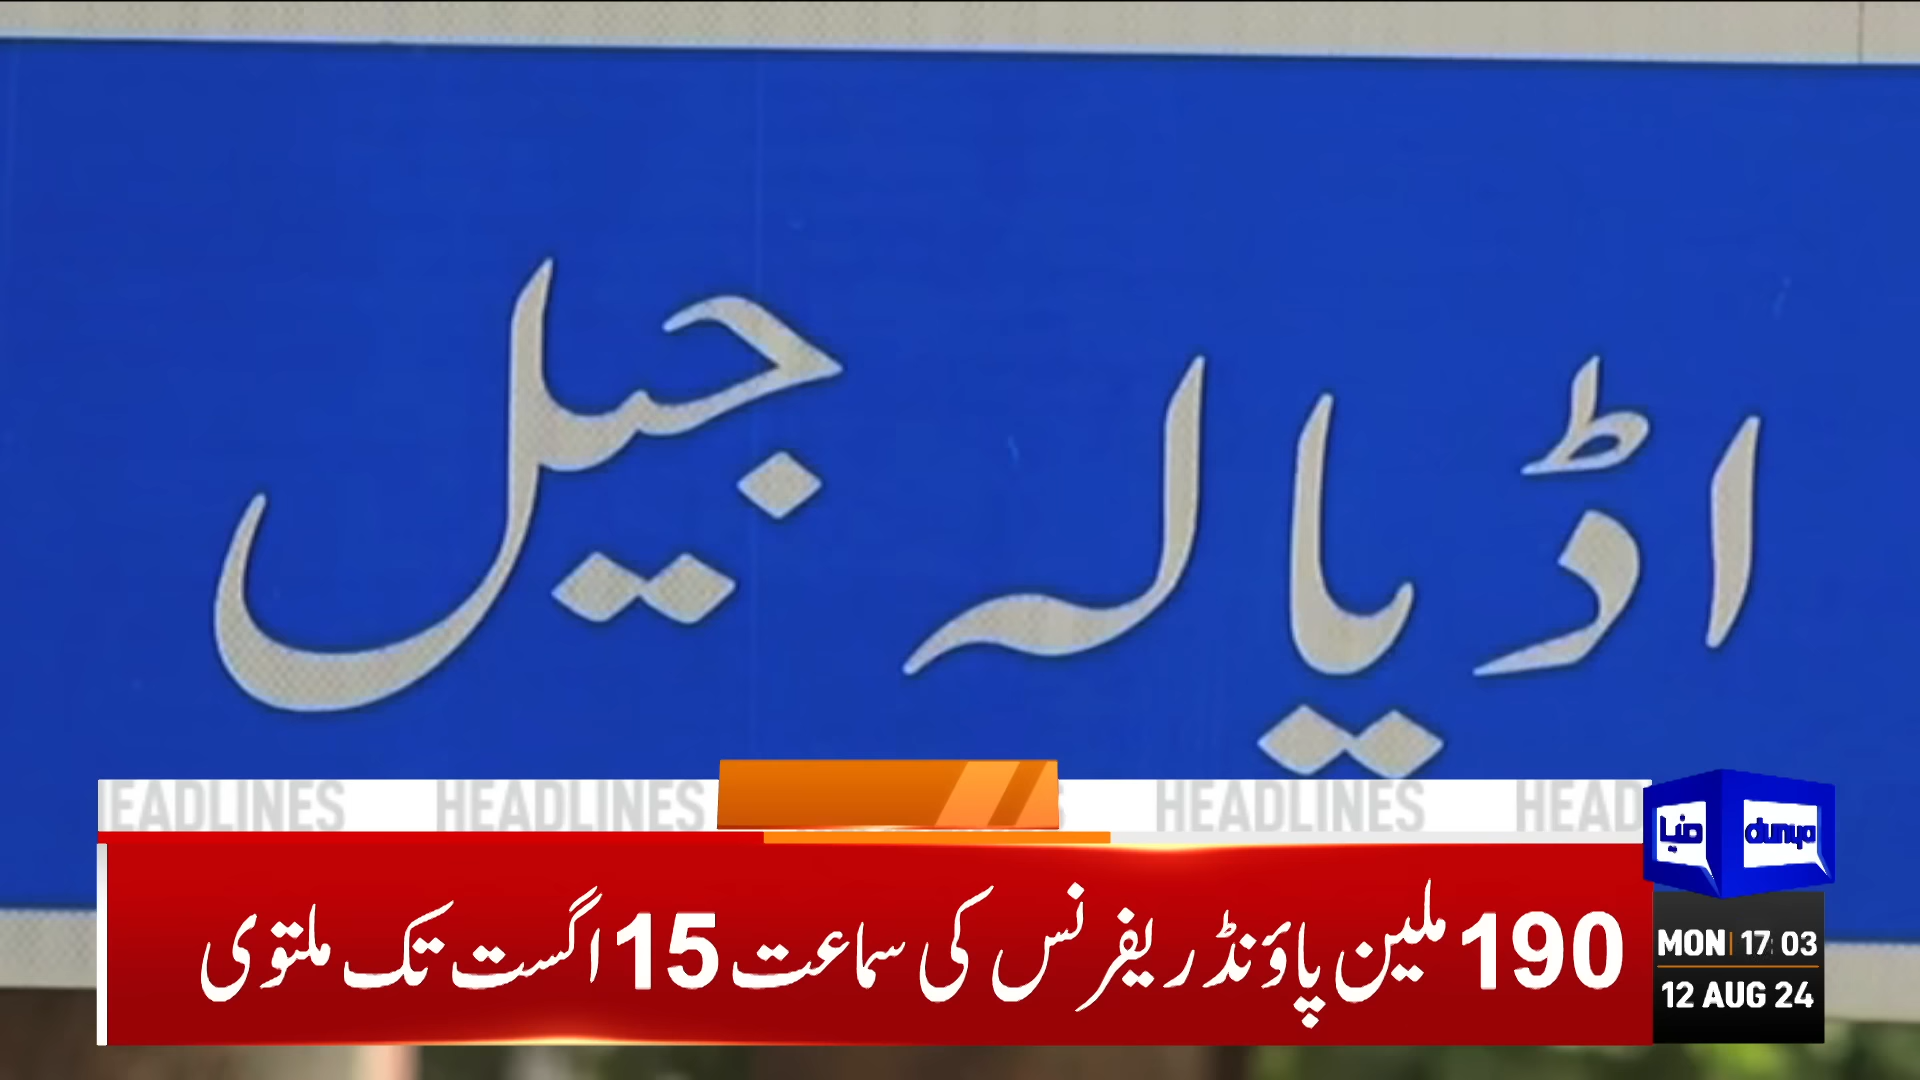 اڈیالہ جیل
HEADLINES HEADLINES HEADLINES
دنیا dunya
190 ملین پاؤنڈ ریفرنس کی سماعت 15 اگست تک ملتوی
MON 17:03
12 AUG 24